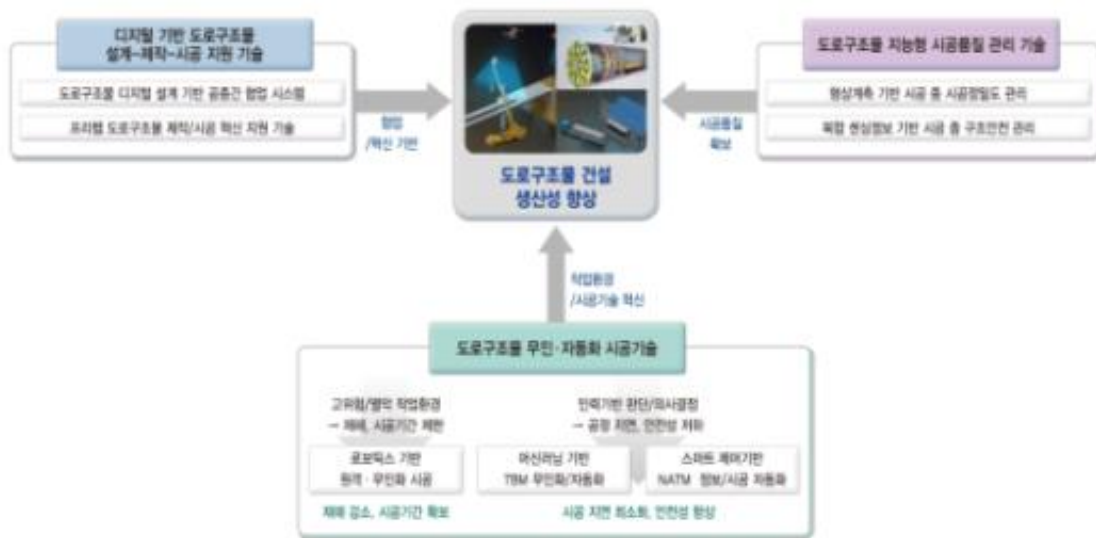 디지털 기반 도로구조물
설계-제작-시공 지원 기술
도로구조물 디지털 설계 기반 공종간 협업 시스템
프리팹 도로구조물 제작/시공 혁신 지원 기술
협업
/혁신 기반
도로구조물 건설
생산성 향상
시공품질
확보
도로구조물 지능형 시공품질 관리 기술
형상계측 기반 시공 중 시공정밀도 관리
복합 센싱정보 기반 시공 중 구조안전 관리
작업환경
/시공기술 혁신
도로구조물 무인·자동화 시공기술
고위험/열악 작업환경
→ 재해, 시공기간 제한
로보틱스 기반
원격·무인화 시공
재해 감소, 시공기간 확보
인력기반 판단/의사결정
→ 공정 지연, 안전성 저하
머신러닝 기반
TBM 무인화/자동화
스마트 제어기반
NATM 정보/시공 자동화
시공 지연 최소화, 안전성 향상